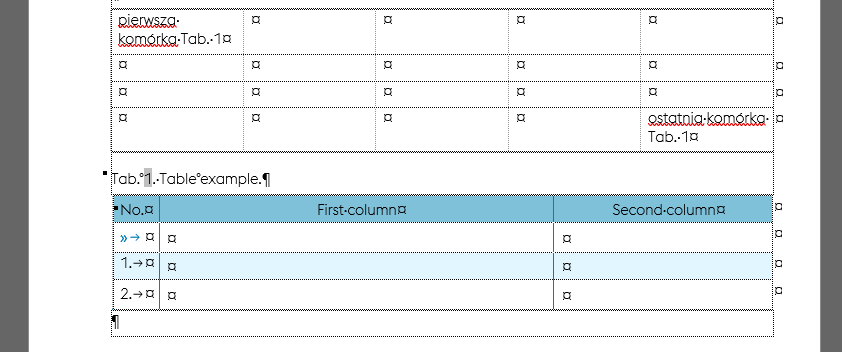 pierwsza·
komórka·Tab.·1¤ ¤ ¤ ¤ ¤ ¤
¤ ¤ ¤ ¤ ¤ ¤
¤ ¤ ¤ ¤ ¤ ¤
¤ ¤ ¤ ¤ ostatnia·komórka· ¤
Tab.·1¤
Tab.°1.·Table°example.¶
No.¤ First·column¤ Second·column¤ ¤
»→ ¤ ¤ ¤ ¤
1.→¤ ¤ ¤ ¤
2.→¤ ¤ ¤ ¤
¶